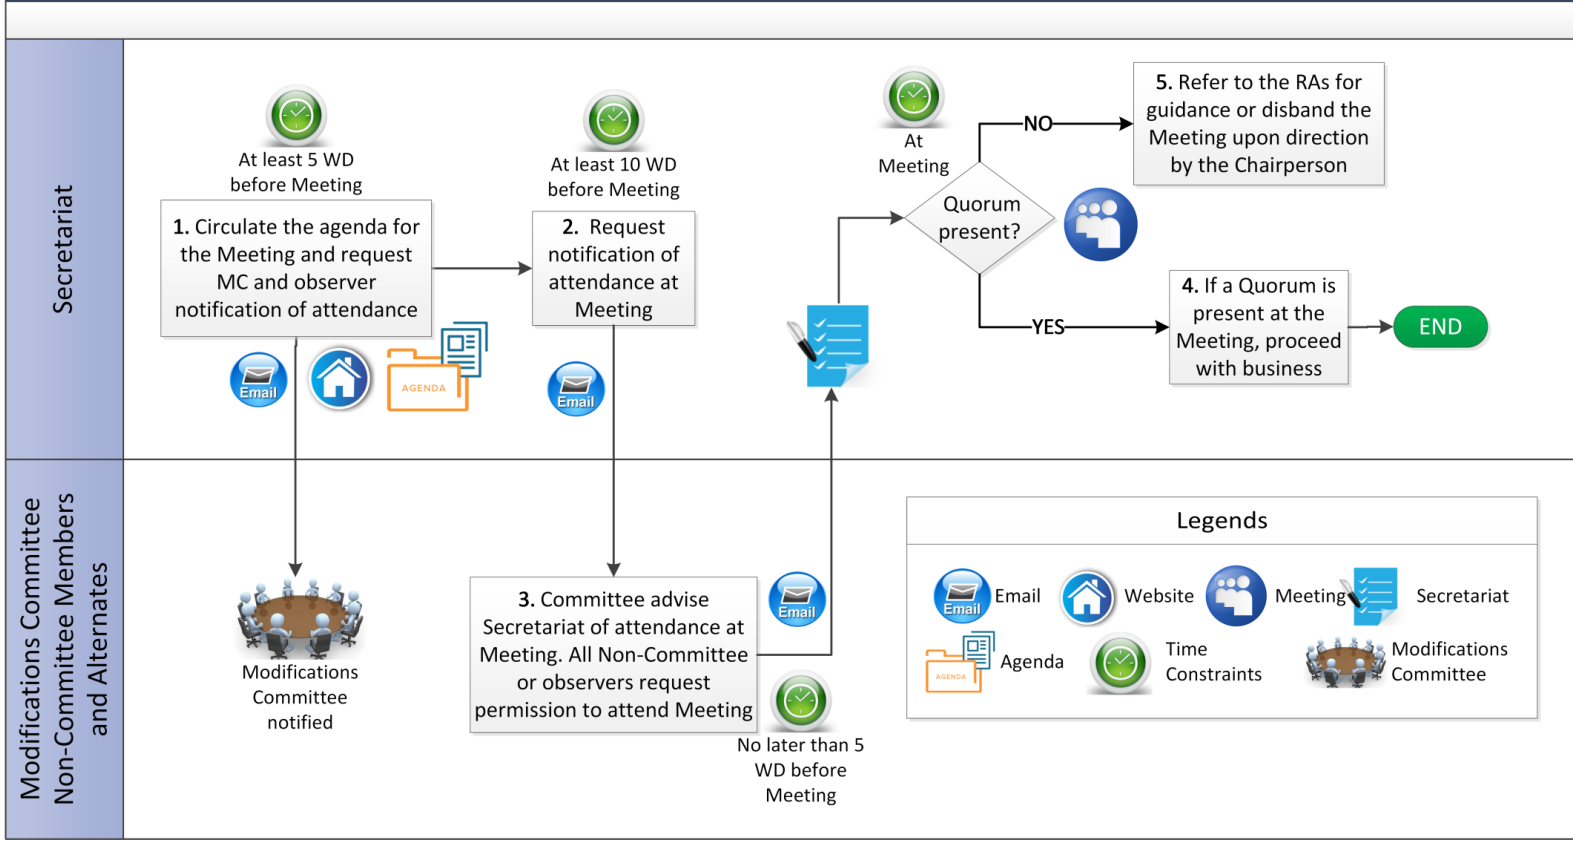 Secretariat
At least 5 WD
before Meeting
1. Circulate the agenda for
the Meeting and request
MC and observer
notification of attendance
Email
AGENDA
At least 10 WD
before Meeting
2. Request
notification of
attendance at
Meeting
Email
At
Meeting
Quorum
present?
NO
5. Refer to the RAs for
guidance or disband the
Meeting upon direction
by the Chairperson
YES
4. If a Quorum is
present at the
Meeting, proceed
with business
END
Modifications Committee
Non-Committee Members
and Alternates
Modifications
Committee
notified
3. Committee advise
Secretariat of attendance at
Meeting. All Non-Committee
or observers request
permission to attend Meeting
Email
No later than 5
WD before
Meeting
Legends
Email
Email
Website
Meeting
Secretariat
AGENDA
Agenda
Time
Constraints
Modifications
Committee